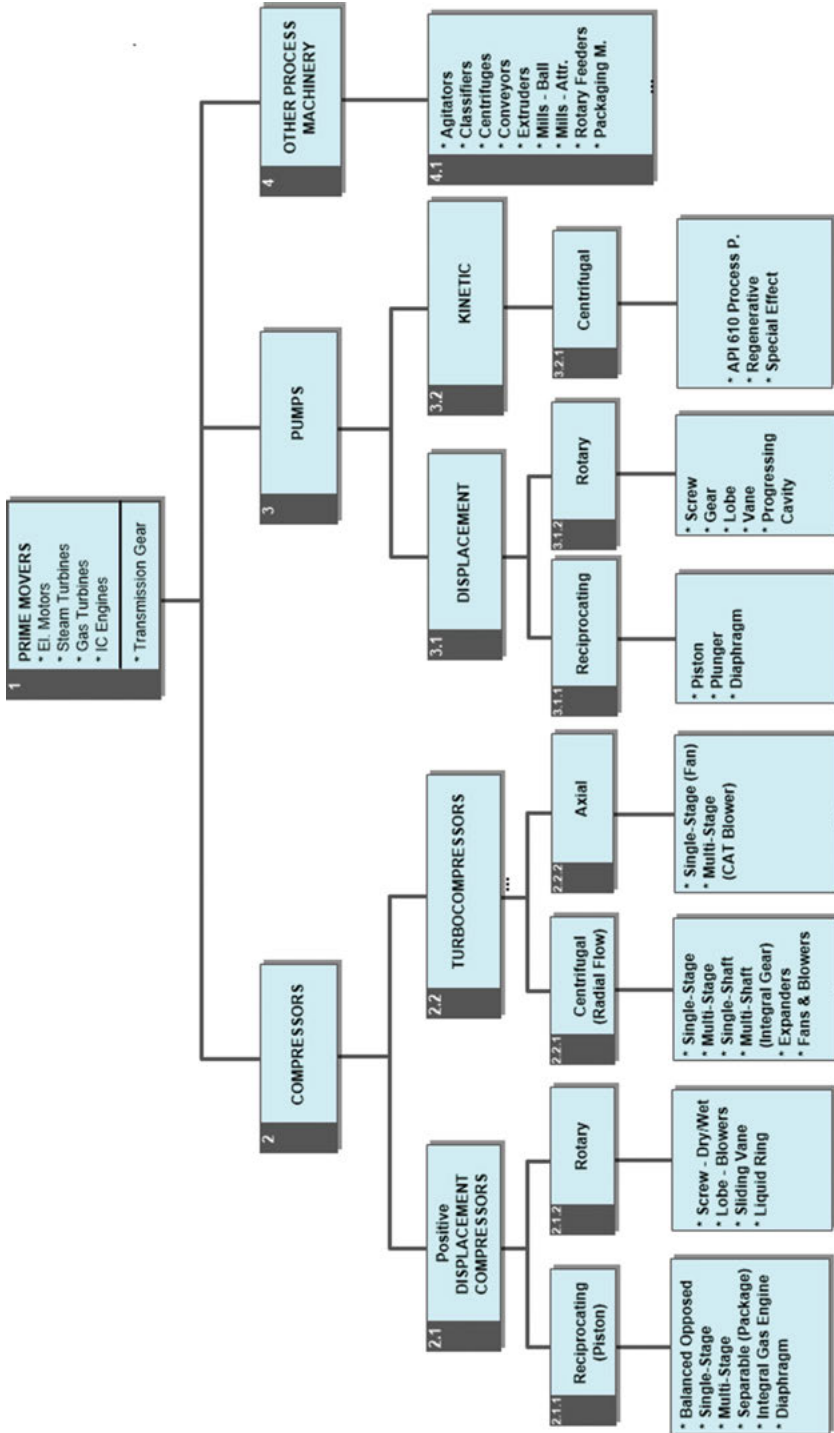 1
PRIME MOVERS
* El. Motors
* Steam Turbines
* Gas Turbines
* IC Engines
* Transmission Gear
2
COMPRESSORS
3
PUMPS
4
OTHER PROCESS
MACHINERY
2.1
Positive
DISPLACEMENT
COMPRESSORS
2.2
TURBOCOMPRESSORS
...
3.1
DISPLACEMENT
3.2
KINETIC
4.1
* Agitators
* Classifiers
* Centrifuges
* Conveyors
* Extruders
* Mills - Ball
* Mills - Attr.
* Rotary Feeders
* Packaging M.
...
2.1.1
Reciprocating
(Piston)
2.1.2
Rotary
2.2.1
Centrifugal
(Radial Flow)
2.2.2
Axial
3.1.1
Reciprocating
3.1.2
Rotary
3.2.1
Centrifugal
* Balanced Opposed
* Single-Stage
* Multi-Stage
* Separable (Package)
* Integral Gas Engine
* Diaphragm
* Screw - Dry/Wet
* Lobe - Blowers
* Sliding Vane
* Liquid Ring
* Single-Stage
* Multi-Stage
* Single-Shaft
* Multi-Shaft
(Integral Gear)
* Expanders
* Fans & Blowers
* Single-Stage (Fan)
* Multi-Stage
(CAT Blower)
* Piston
* Plunger
* Diaphragm
* Screw
* Gear
* Lobe
* Vane
* Progressing
Cavity
* API 610 Process P.
* Regenerative
* Special Effect